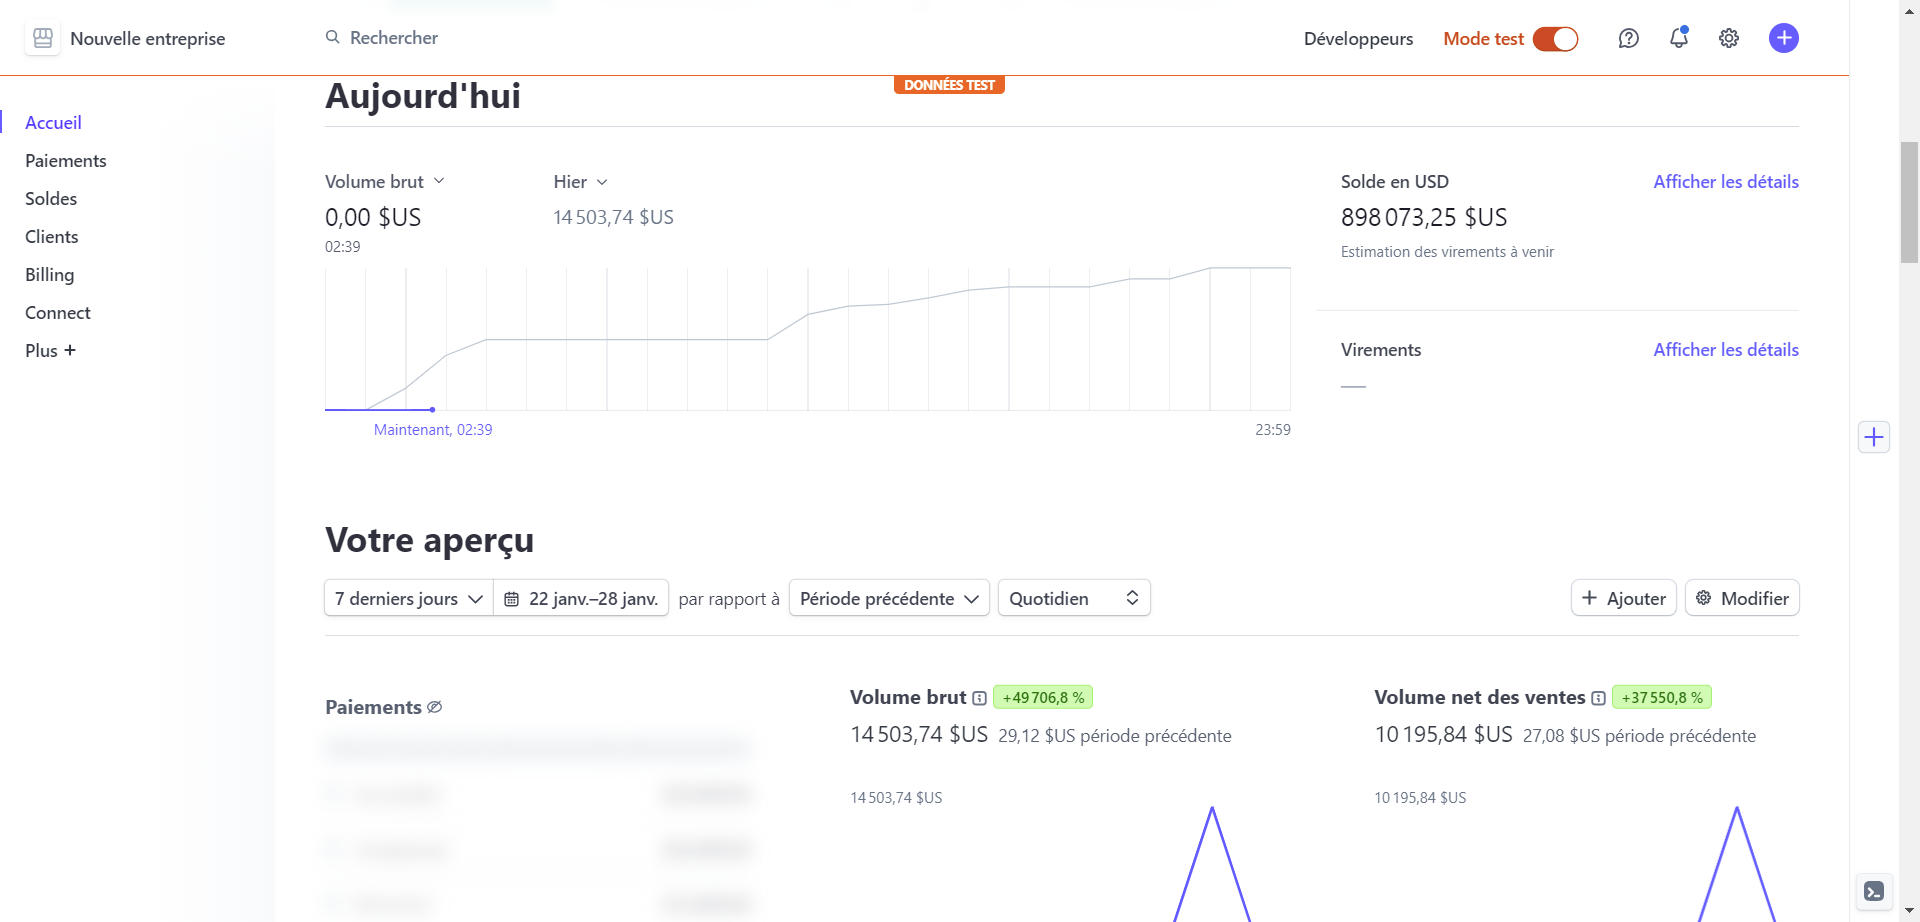 Nouvelle entreprise
Rechercher
Développeurs
Mode test
DONNÉES TEST
Accueil
Paiements
Soldes
Clients
Billing
Connect
Plus +
Aujourd'hui
Volume brut
0,00 $US
02:39
Hier
14 503,74 $US
Maintenant, 02:39
23:59
Solde en USD
Afficher les détails
898 073,25 $US
Estimation des virements à venir
Virements
Afficher les détails
—
Votre aperçu
7 derniers jours
22 janv.–28 janv.
par rapport à
Période précédente
Quotidien
+ Ajouter
Modifier
Paiements
Volume brut
+49 706,8 %
14 503,74 $US
29,12 $US période précédente
14 503,74 $US
Volume net des ventes
+37 550,8 %
10 195,84 $US
27,08 $US période précédente
10 195,84 $US